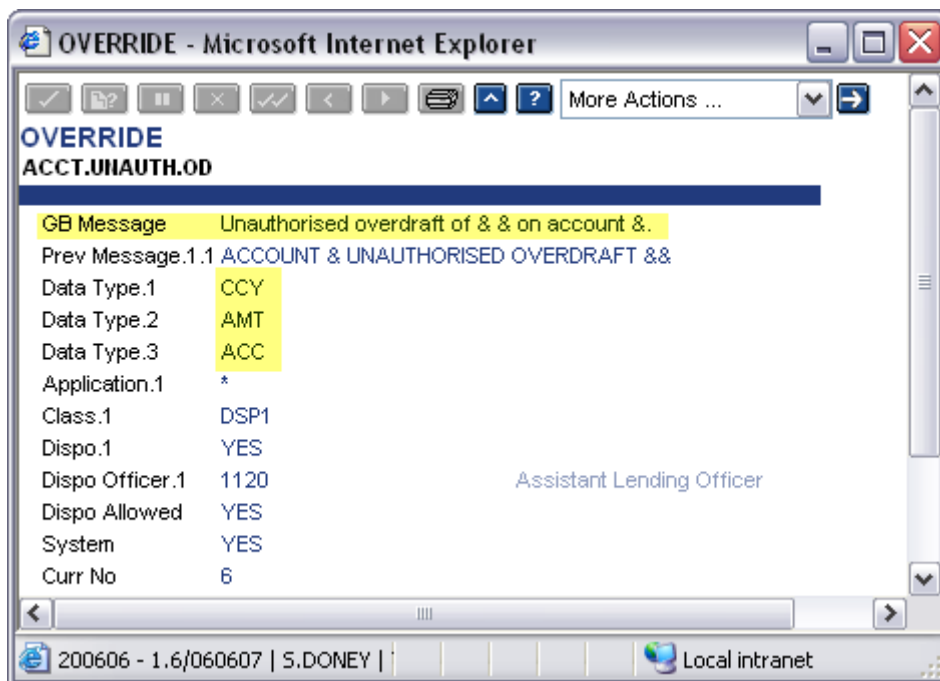 OVERRIDE - Microsoft Internet Explorer
More Actions ...
OVERRIDE
ACCT.UNAUTH.OD
GB Message Unauthorised overdraft of & & on account &.
Prev Message.1.1 ACCOUNT & UNAUTHORISED OVERDRAFT &&
Data Type.1 CCY
Data Type.2 AMT
Data Type.3 ACC
Application.1 *
Class.1 DSP1
Dispo.1 YES
Dispo Officer.1 1120 Assistant Lending Officer
Dispo Allowed YES
System YES
Curr No 6
200606 - 1.6/060607 | S.DONEY |
Local intranet